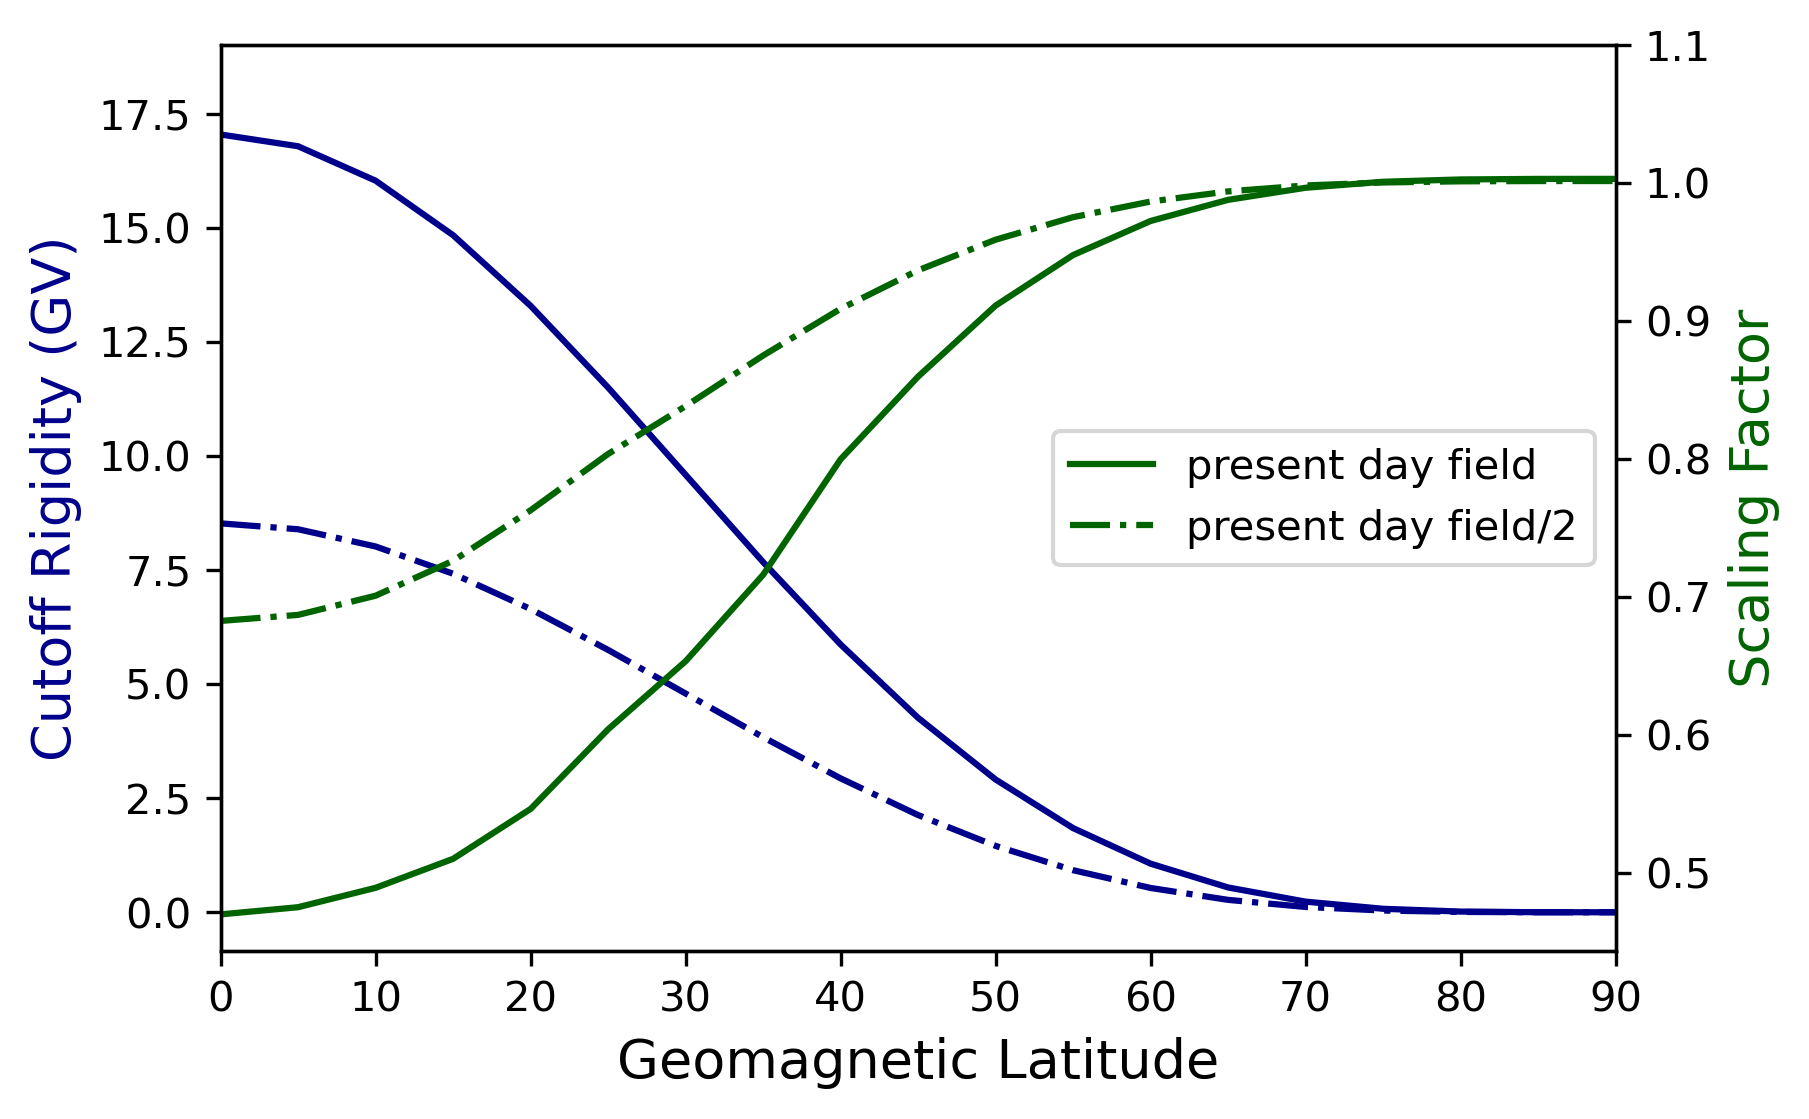 Cutoff Rigidity (GV)
17.5
15.0
12.5
10.0
7.5
5.0
2.5
0.0
0 10 20 30 40 50 60 70 80 90
Geomagnetic Latitude
present day field
present day field/2
1.1
1.0
0.9
0.8
0.7
0.6
0.5
Scaling Factor